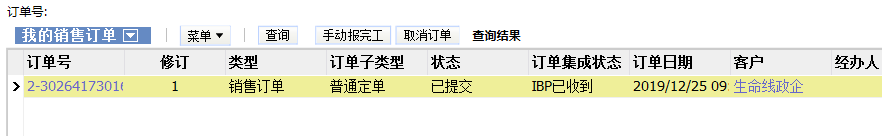 订单号:
我的销售订单 菜单 查询 手动报完工 取消订单 查询结果
订单号 修订 类型 订单子类型 状态 订单集成状态 订单日期 客户 经办人
2-30264173016 1 销售订单 普通定单 已提交 IBP已收到 2019/12/25 09: 生命线政企